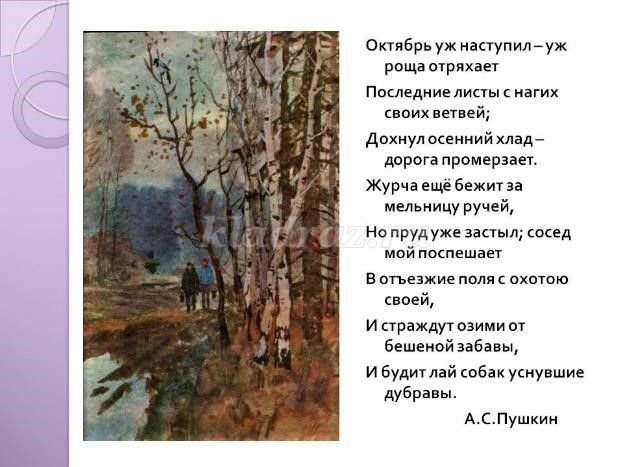 Октябрь уж наступил – уж
роща отряхает
Последние листы с нагих
своих ветвей;
Дохнул осенний хлад –
дорога промерзает.
Журча ещё бежит за
мельницу ручей,
Но пруд уже застыл; сосед
мой поспешает
В отъезжие поля с охотою
своей,
И страждут озими от
бешеной забавы,
И будит лай собак уснувшие
дубравы.
А.С.Пушкин